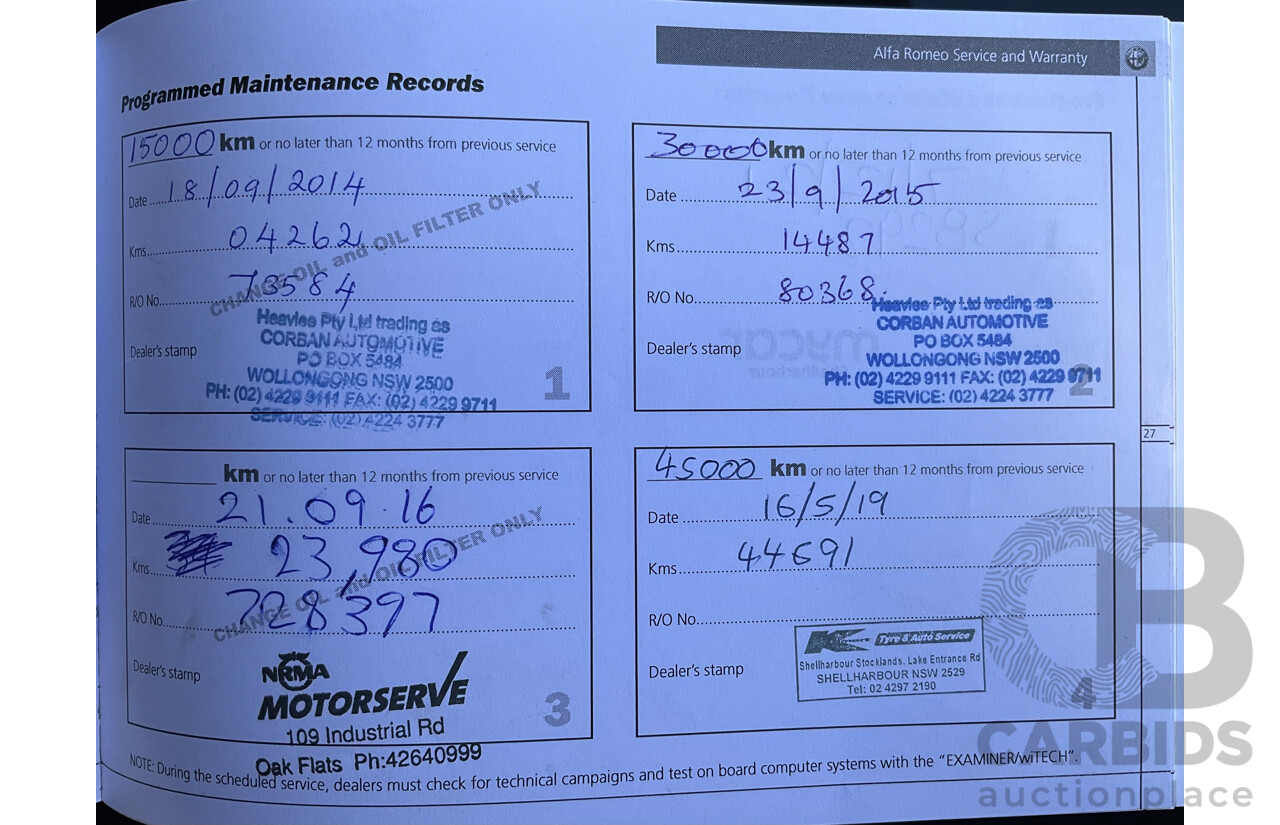 Alfa Romeo Service and Warranty
Programmed Maintenance Records
15000 km or no later than 12 months from previous service
Date 18/09/2014
Kms 04262
R/O No. 73584
CHANGE OIL and OIL FILTER ONLY
Dealer's stamp
Heavlee Pty Ltd trading as
CORBAN AUTOMOTIVE
PO BOX 5484
WOLLONGONG NSW 2500
PH: (02) 4229 9111 FAX: (02) 4229 9711
SERVICE: (02) 4224 3777
1
30000 km or no later than 12 months from previous service
Date 23/9/2015
Kms 14487
R/O No. 80368
Dealer's stamp
Heavlee Pty Ltd trading as
CORBAN AUTOMOTIVE
PO BOX 5484
WOLLONGONG NSW 2500
PH: (02) 4229 9111 FAX: (02) 4229 9711
SERVICE: (02) 4224 3777
2
km or no later than 12 months from previous service
Date 21.09.16
Kms 23,980
R/O No. 728397
CHANGE OIL and OIL FILTER ONLY
Dealer's stamp
NRMA
MOTORSERVE
109 Industrial Rd
Oak Flats Ph:42640999
3
45000 km or no later than 12 months from previous service
Date 16/5/19
Kms 44691
R/O No.
Dealer's stamp
Tyre & Auto Service
Shellharbour Stocklands, Lake Entrance Rd
SHELLHARBOUR NSW 2529
Tel: 02 4297 2190
4
27
NOTE: During the scheduled service, dealers must check for technical campaigns and test on board computer systems with the "EXAMINER/wiTECH".
CB
CARBIDS
auctionplace